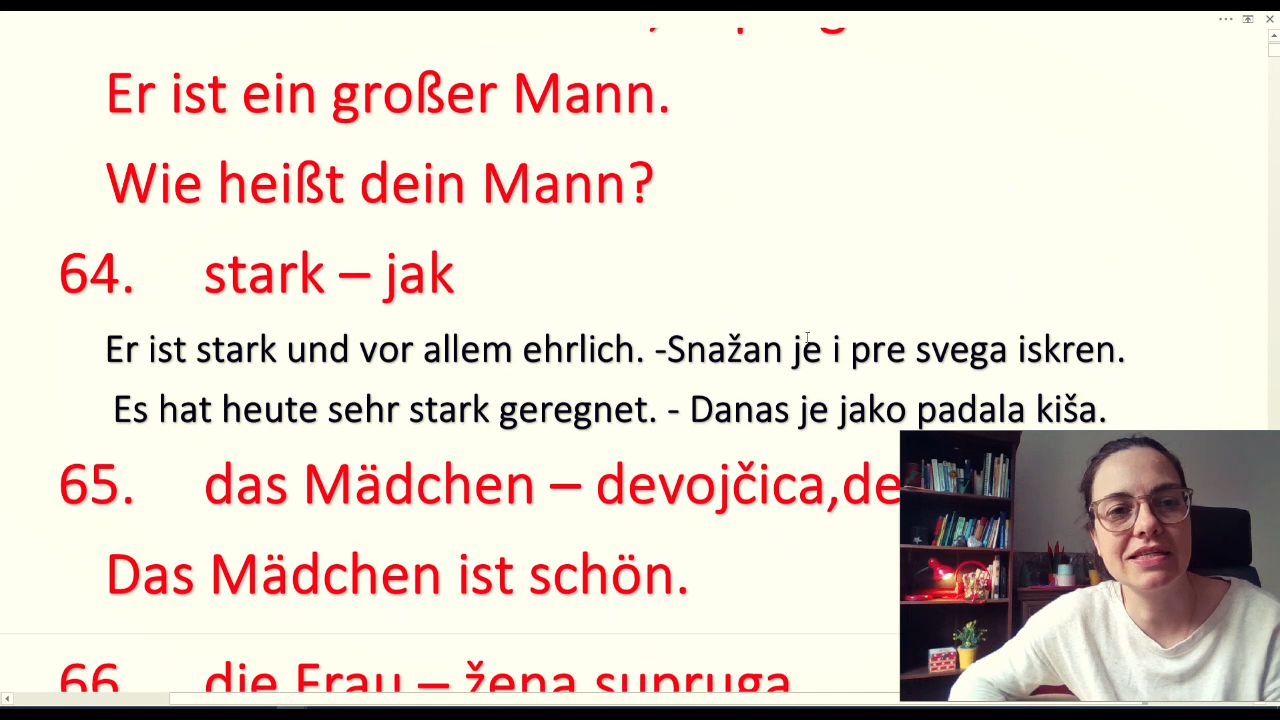 Er ist ein großer Mann.
Wie heißt dein Mann?
64. stark – jak
Er ist stark und vor allem ehrlich. -Snažan je i pre svega iskren.
Es hat heute sehr stark geregnet. - Danas je jako padala kiša.
65. das Mädchen – devojčica,de
Das Mädchen ist schön.
66. die Frau – žena supruga